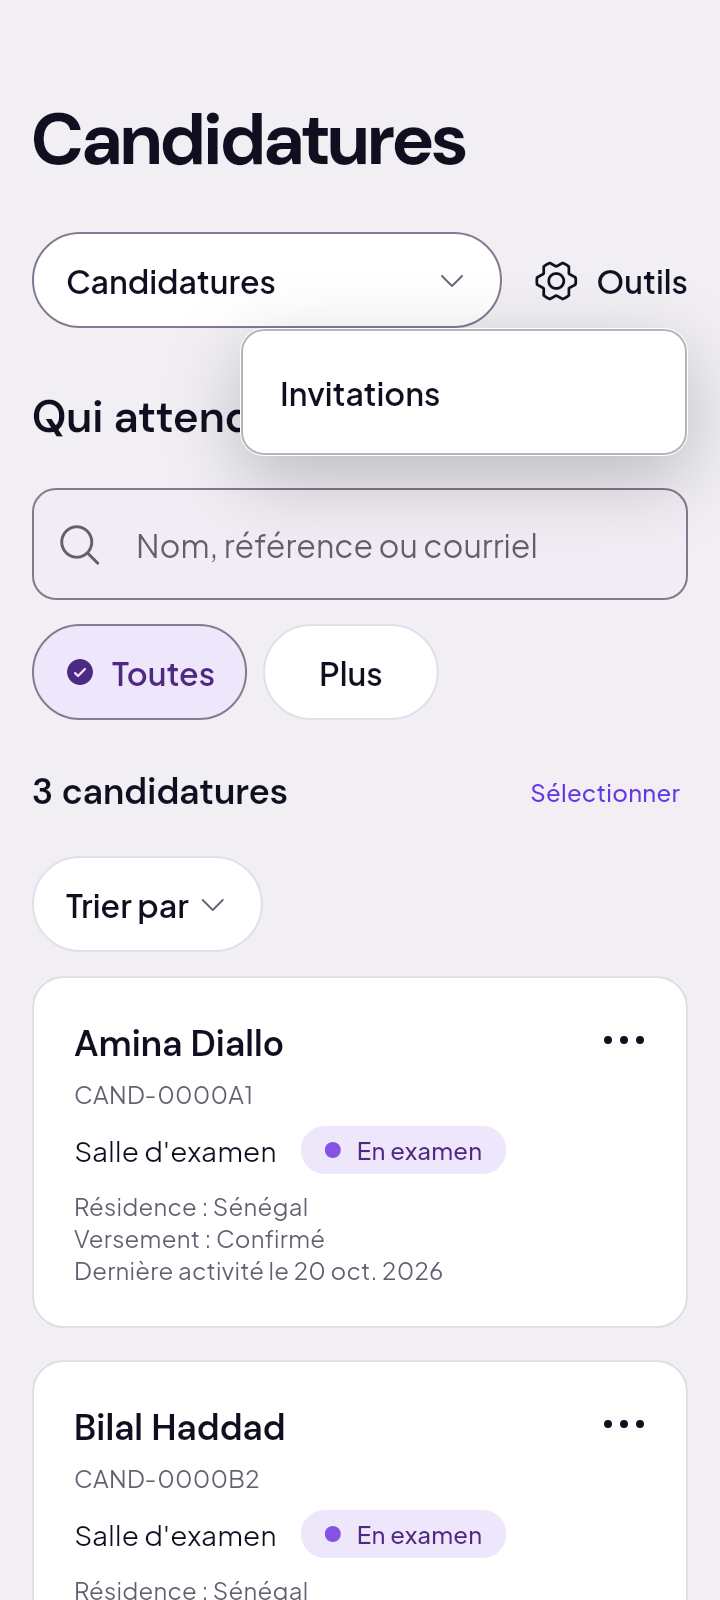 Candidatures
Candidatures
Outils
Invitations
Qui
Nom, référence ou courriel
Toutes
Plus
3 candidatures
Sélectionner
Trier par
Amina Diallo
CAND-0000A1
Salle d'examen
En examen
Résidence : Sénégal
Versement : Confirmé
Dernière activité le 20 oct. 2026
Bilal Haddad
CAND-0000B2
Salle d'examen
En examen
Résidence : Sénégal